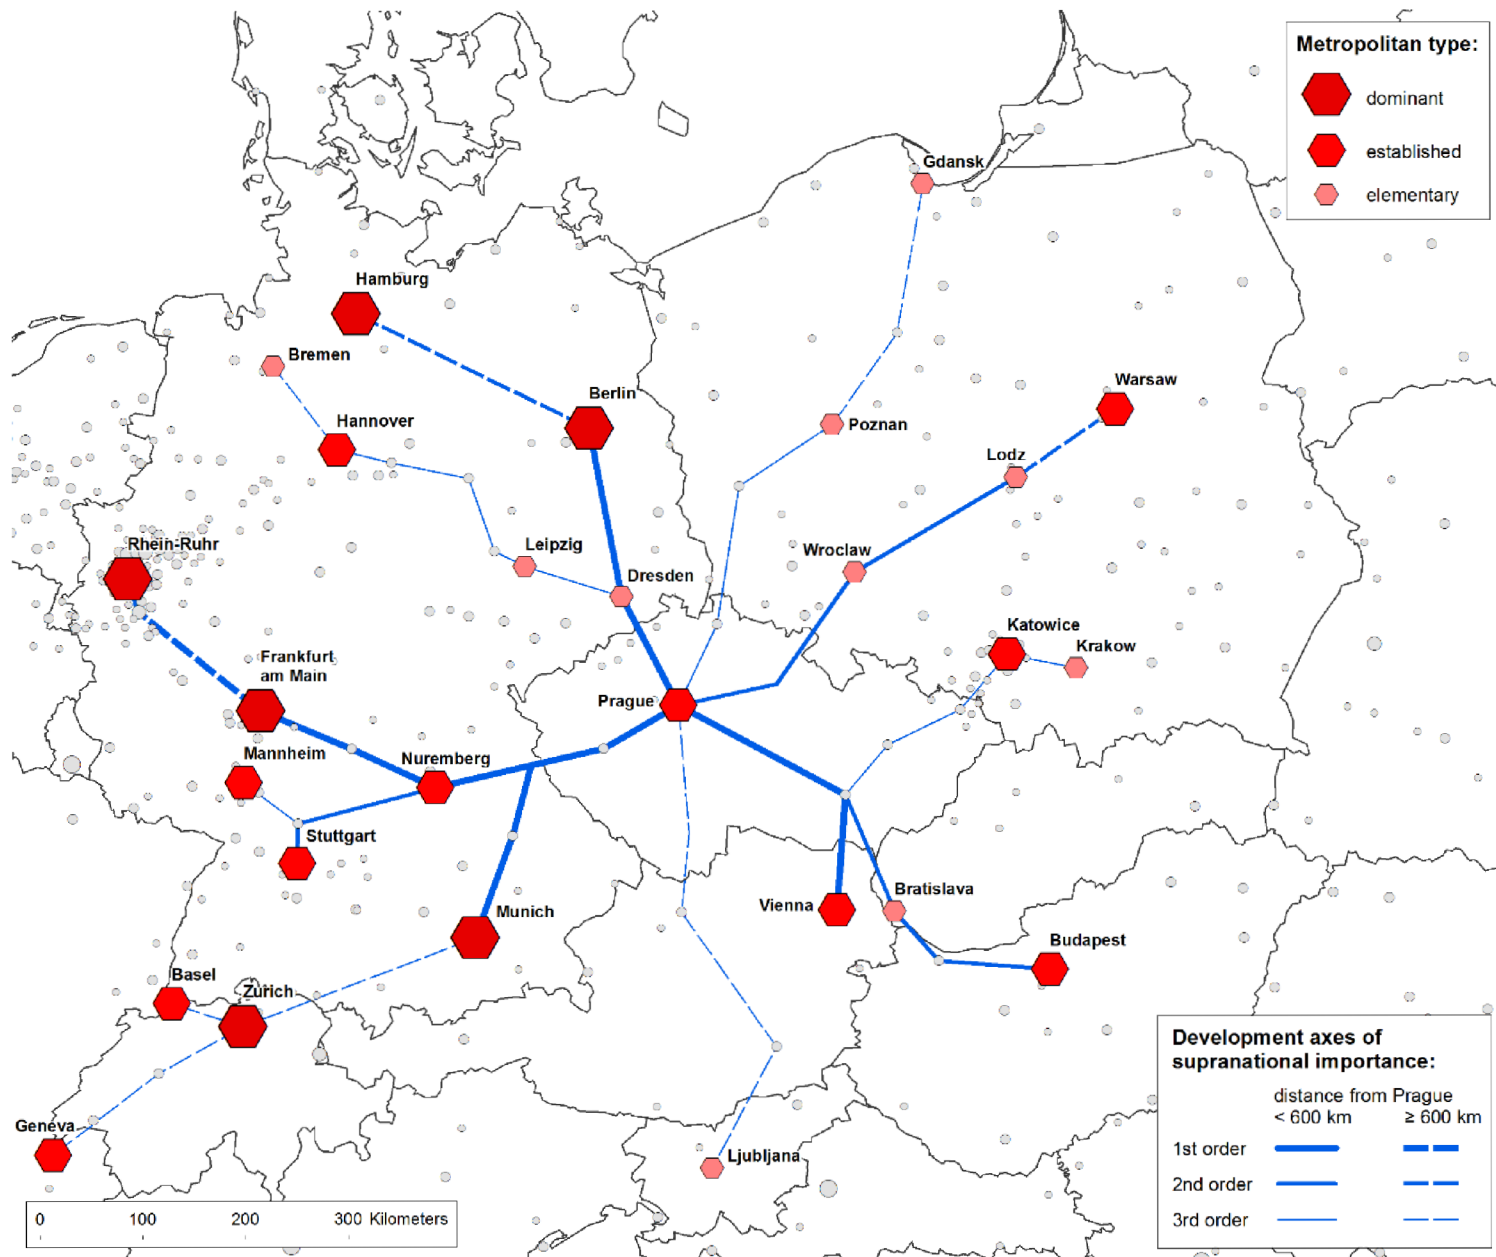 Metropolitan type:
dominant
established
elementary
Gdansk
Hamburg
Bremen
Berlin
Warsaw
Hannover
Poznan
Lodz
Rhein-Ruhr
Leipzig
Wroclaw
Dresden
Katowice
Krakow
Frankfurt
am Main
Prague
Mannheim
Nuremberg
Stuttgart
Bratislava
Vienna
Munich
Budapest
Basel
Zurich
Geneva
Ljubljana
Development axes of
supranational importance:
distance from Prague
< 600 km ≥ 600 km
1st order
2nd order
3rd order
0 100 200 300 Kilometers